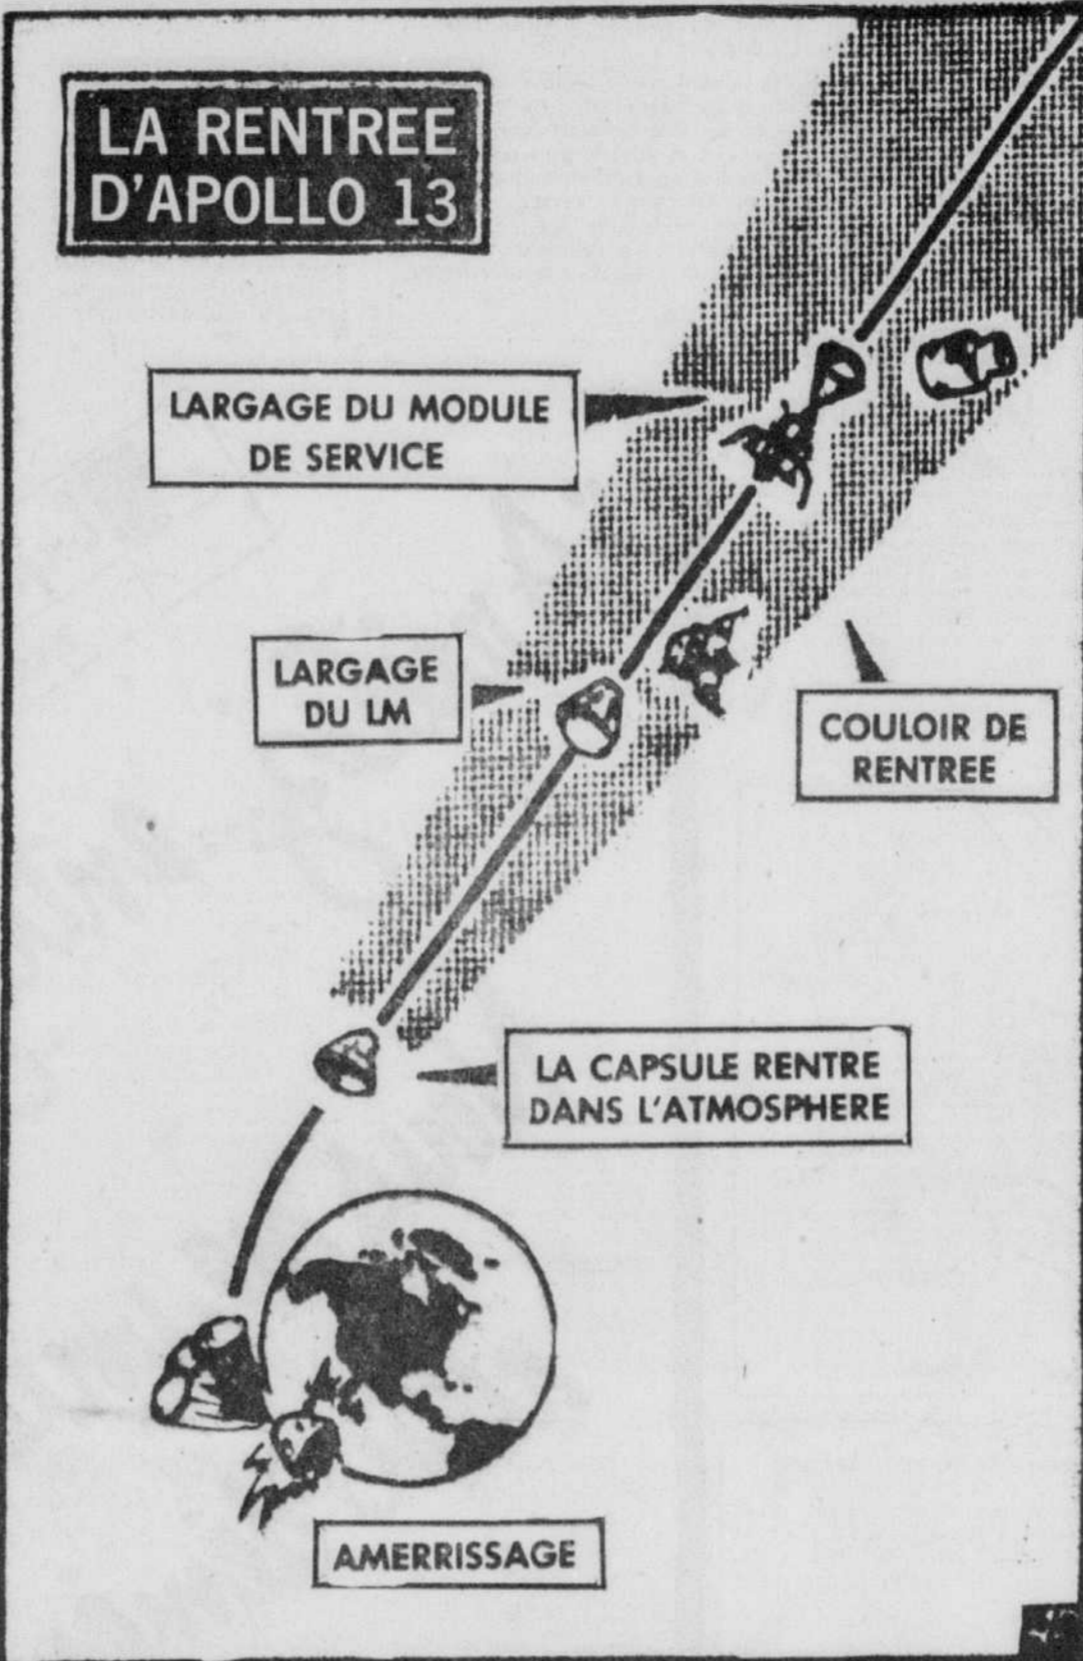 LA RENTREE
D'APOLLO 13
LARGAGE DU MODULE
DE SERVICE
LARGAGE
DU LM
COULOIR DE
RENTREE
LA CAPSULE RENTRE
DANS L'ATMOSPHERE
AMERRISSAGE